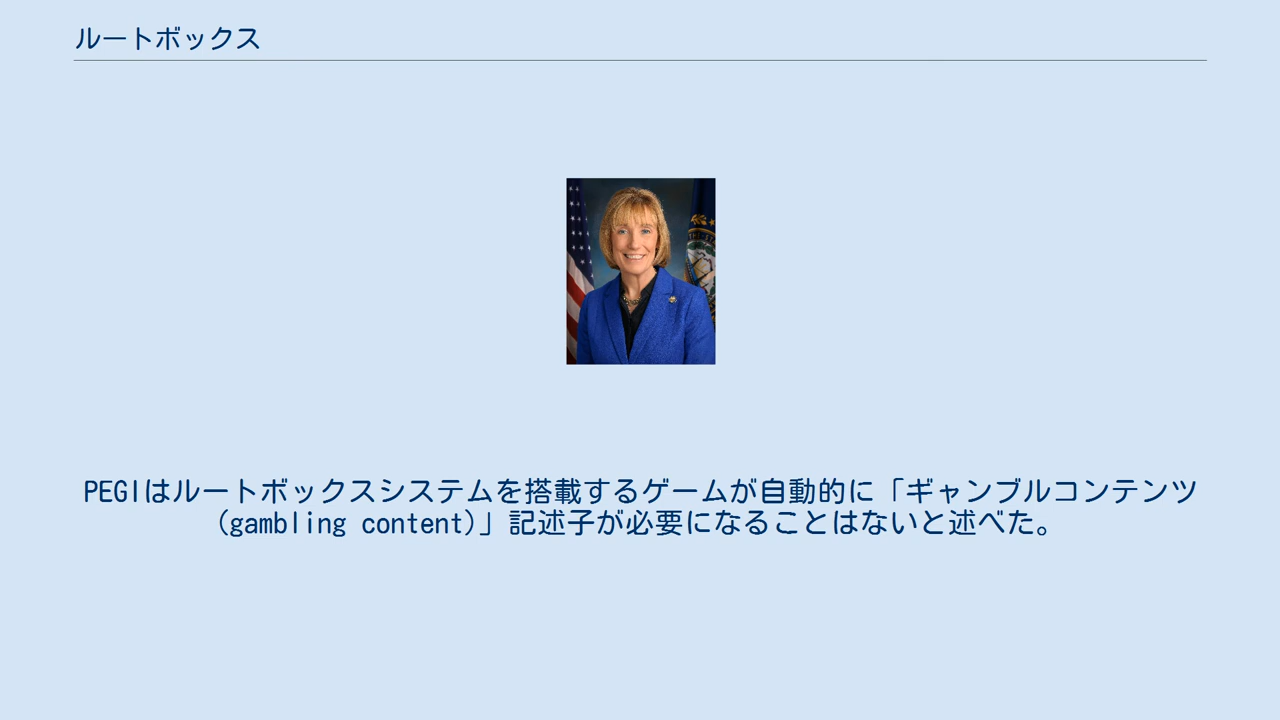 ルートボックス
PEGIはルートボックスシステムを搭載するゲームが自動的に「ギャンブルコンテンツ
(gambling content)」記述子が必要になることはないと述べた。